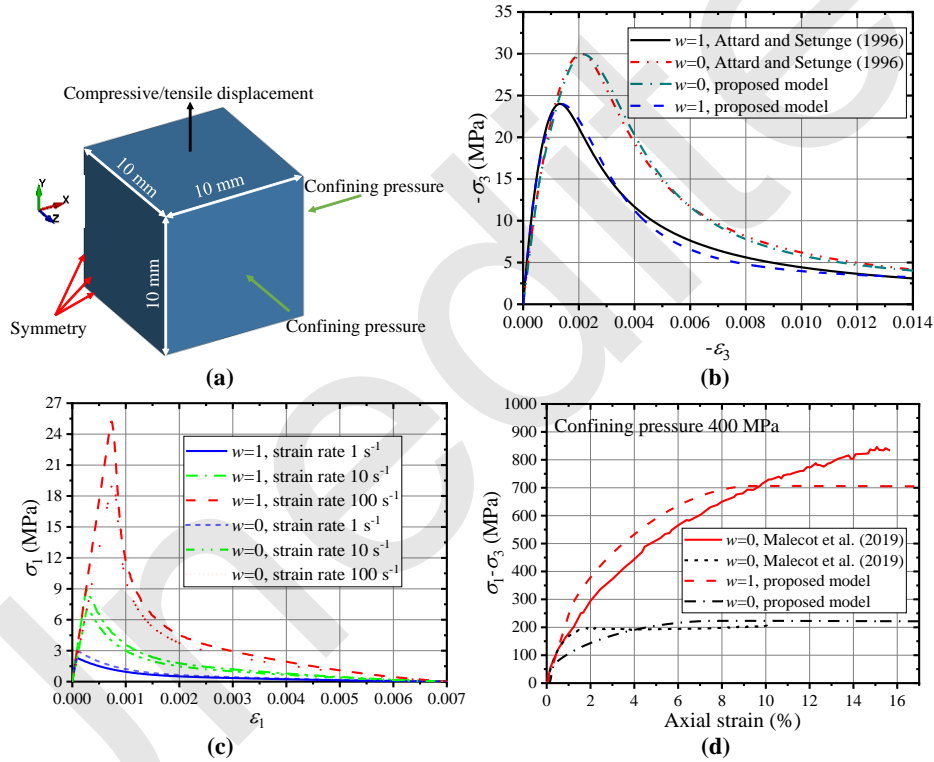 Compressive/tensile displacement
10 mm
10 mm
10 mm
Confining pressure
Confining pressure
Symmetry
Y
X
Z
(a)
w=1, Attard and Setunge (1996)
w=0, Attard and Setunge (1996)
w=0, proposed model
w=1, proposed model
-σ3 (MPa)
35
30
25
20
15
10
5
0
0.000 0.002 0.004 0.006 0.008 0.010 0.012 0.014
-ε3
(b)
σ1 (MPa)
27
24
21
18
15
12
9
6
3
0
w=1, strain rate 1 s-1
w=1, strain rate 10 s-1
w=1, strain rate 100 s-1
w=0, strain rate 1 s-1
w=0, strain rate 10 s-1
w=0, strain rate 100 s-1
0.000 0.001 0.002 0.003 0.004 0.005 0.006 0.007
ε1
(c)
σ1-σ3 (MPa)
1000
900
800
700
600
500
400
300
200
100
0
Confining pressure 400 MPa
w=0, Malecot et al. (2019)
w=0, Malecot et al. (2019)
w=1, proposed model
w=0, proposed model
0 2 4 6 8 10 12 14 16
Axial strain (%)
(d)
Unedite